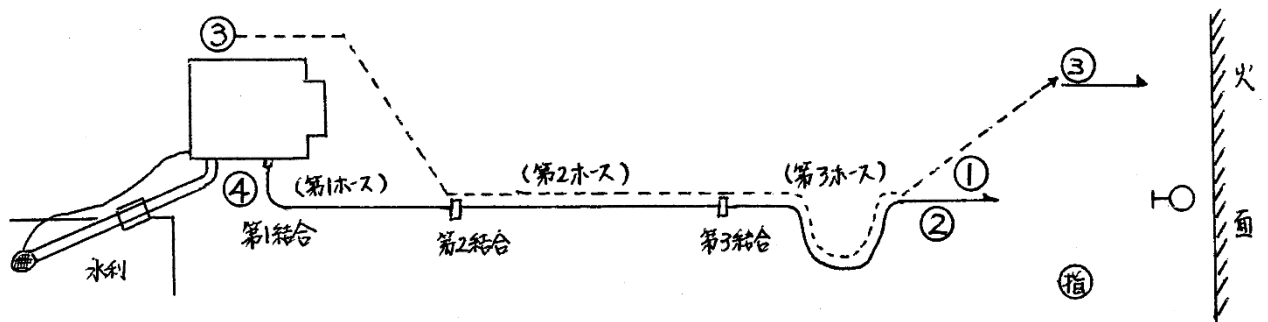 ③
③
火
(第1ホース)
(第2ホース)
(第3ホース)
①
④
②
面
第1結合
第2結合
第3結合
水利
指